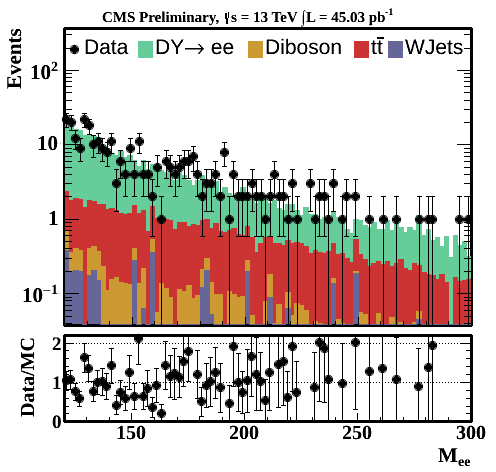 CMS Preliminary, √s = 13 TeV ∫L = 45.03 pb⁻¹
Events
Data DY→ ee Diboson tt̄ WJets
10²
10
1
10⁻¹
Data/MC
2
1
0
150 200 250 300
Mee